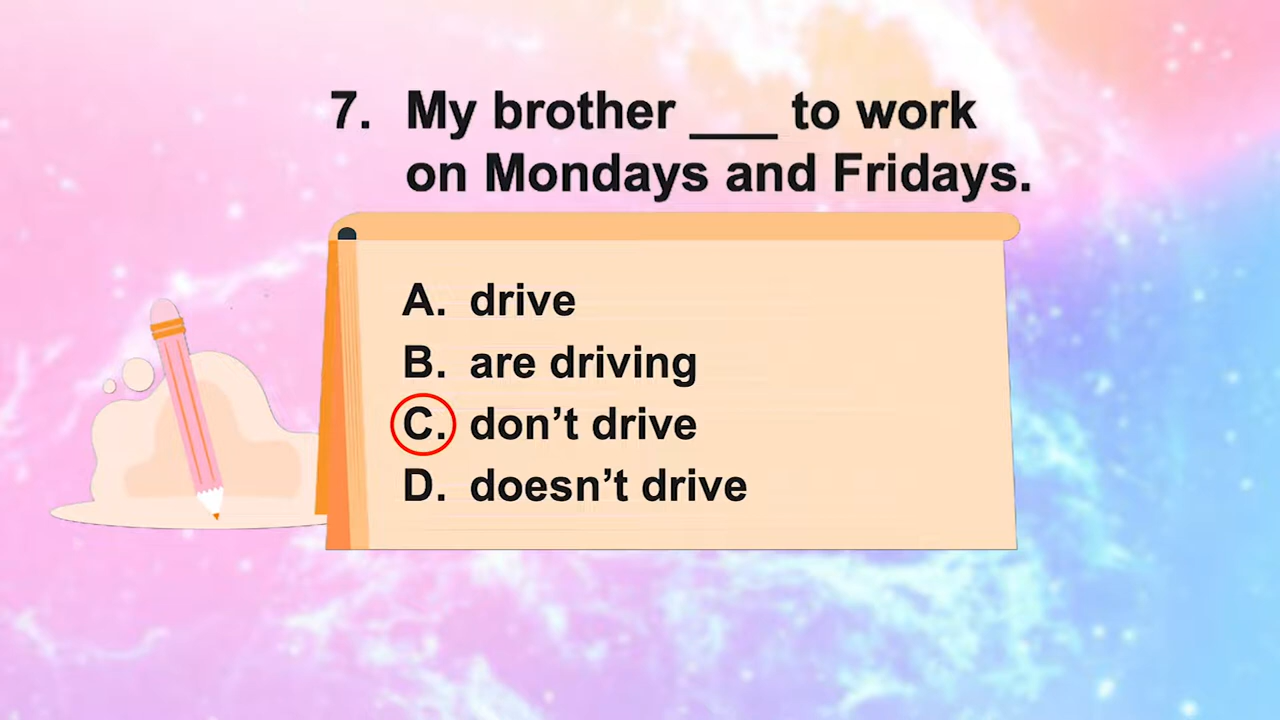 7. My brother ___ to work
on Mondays and Fridays.
A. drive
B. are driving
C. don’t drive
D. doesn’t drive